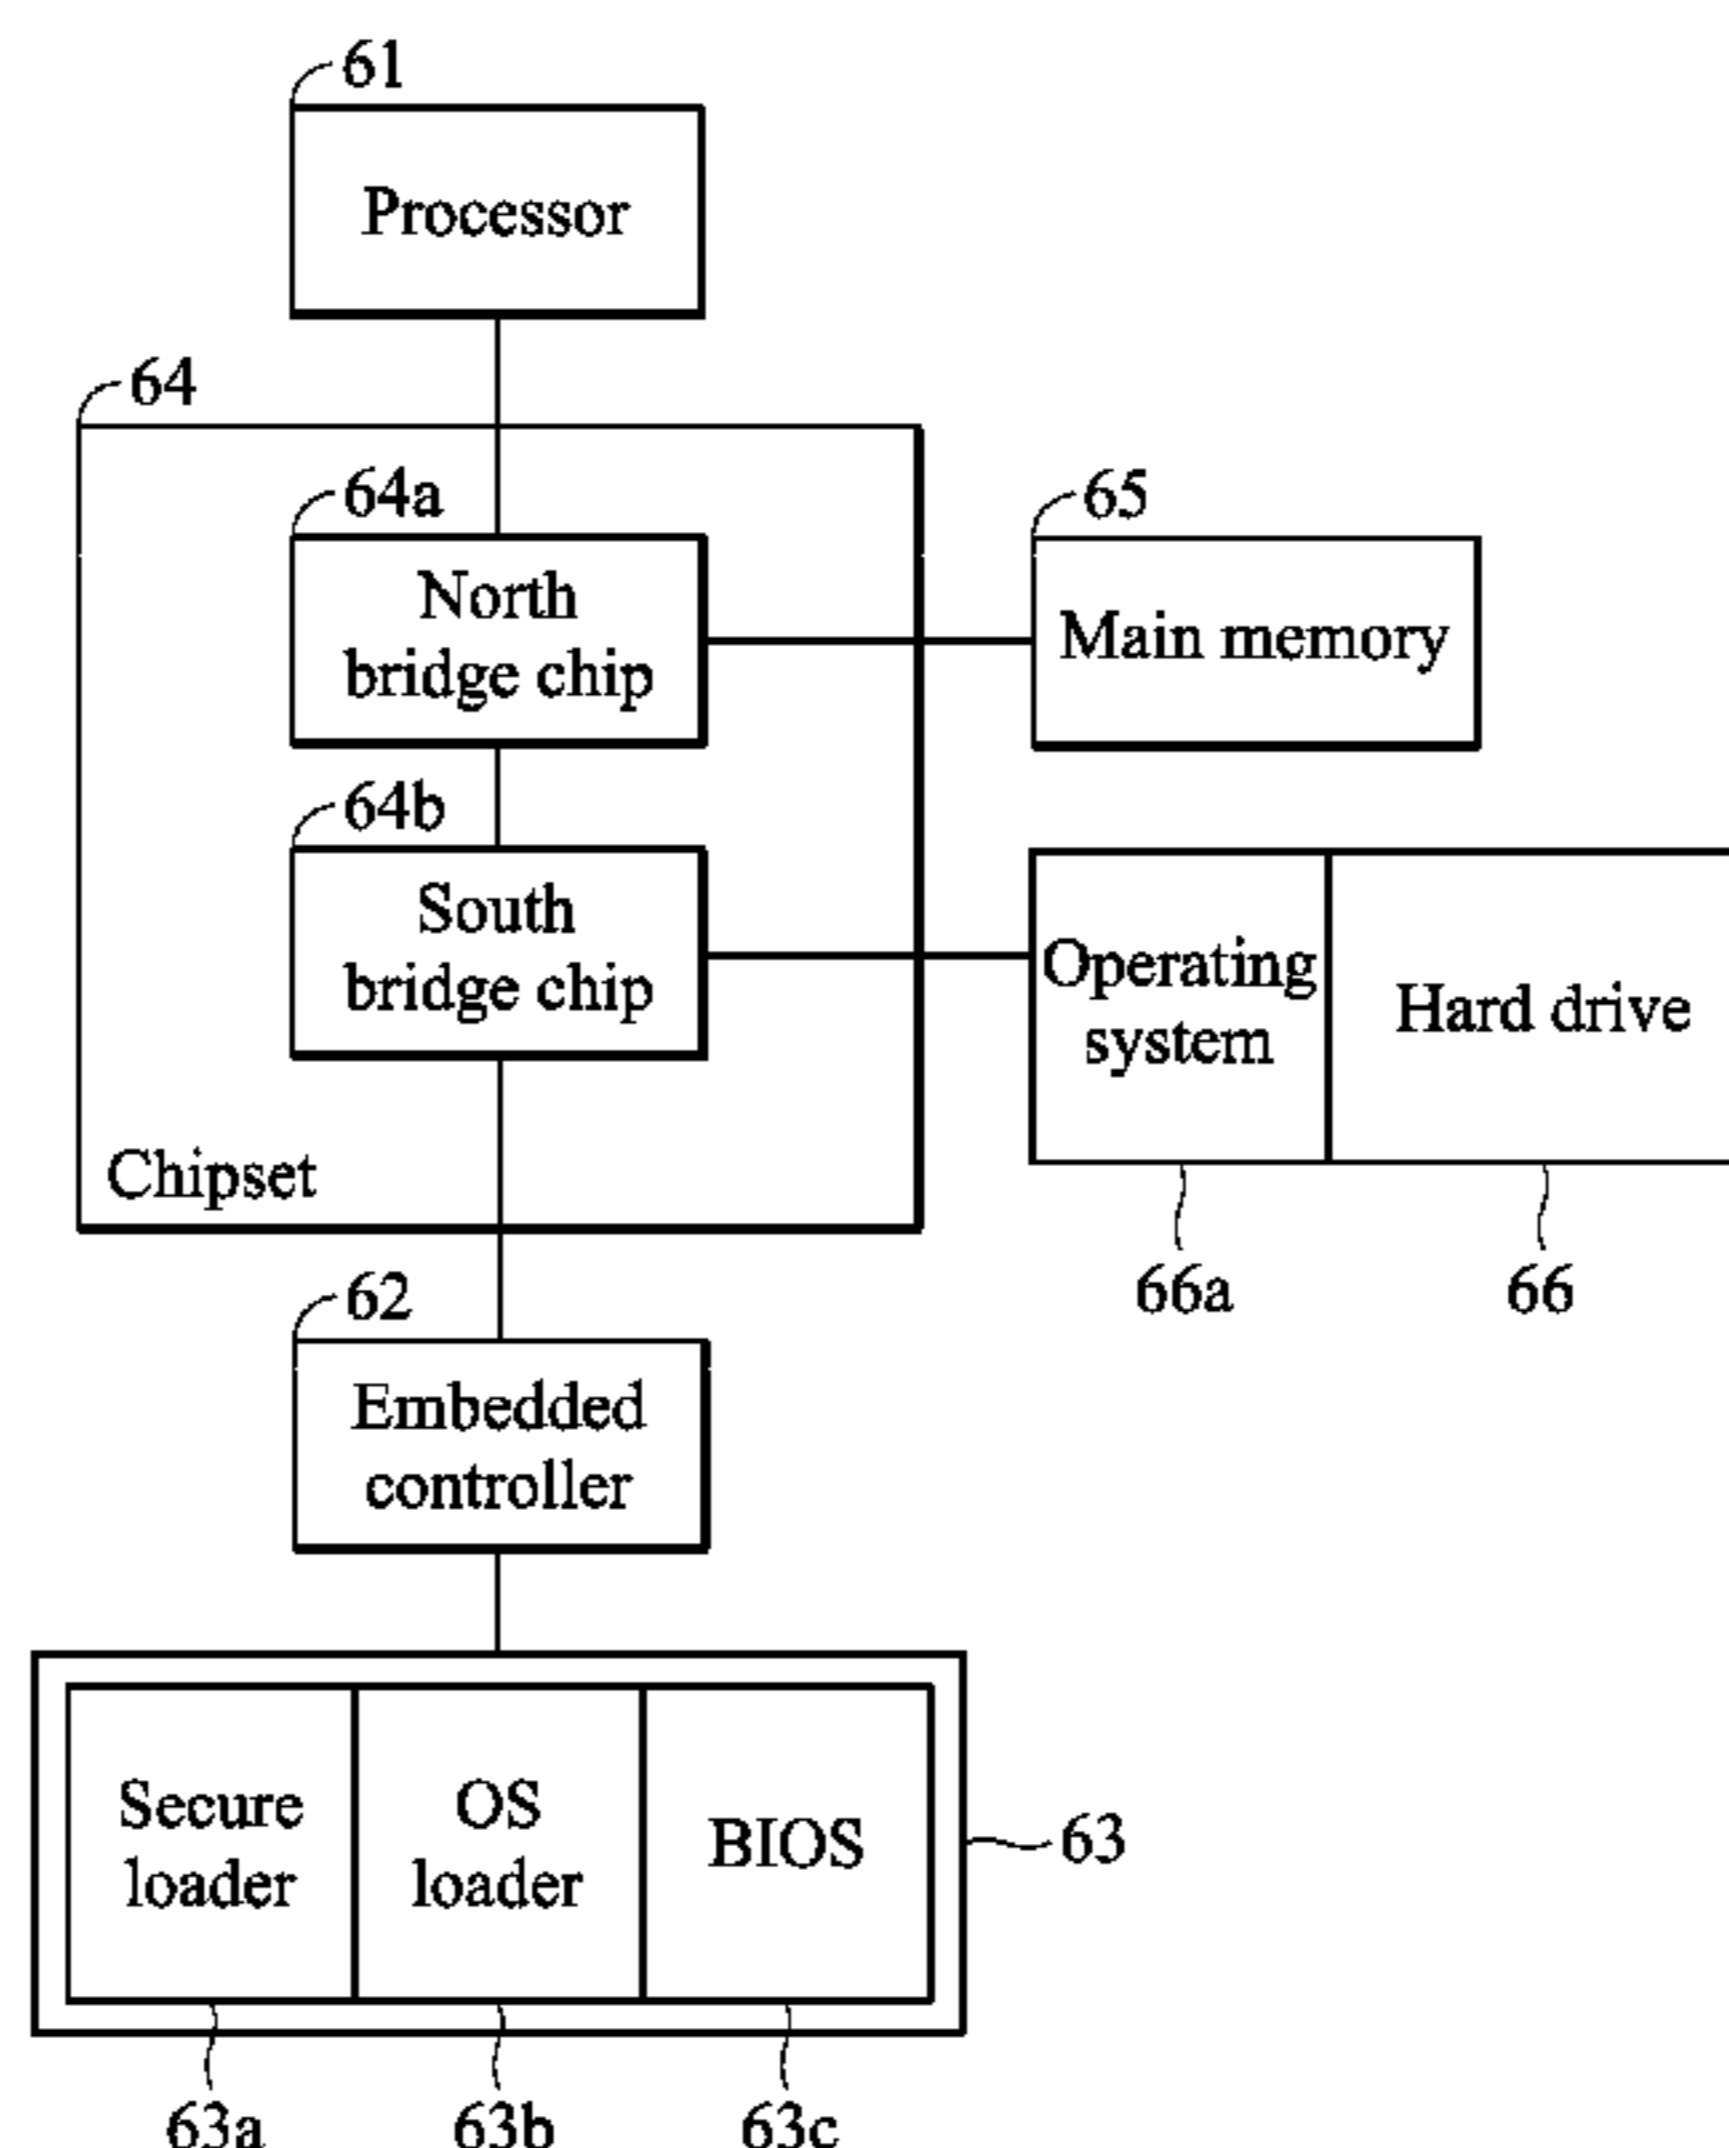 61
Processor
64
64a
North
bridge chip
65
Main memory
64b
South
bridge chip
Operating
system
Hard drive
Chipset
66a
66
62
Embedded
controller
Secure
loader
OS
loader
BIOS
63
63a
63b
63c